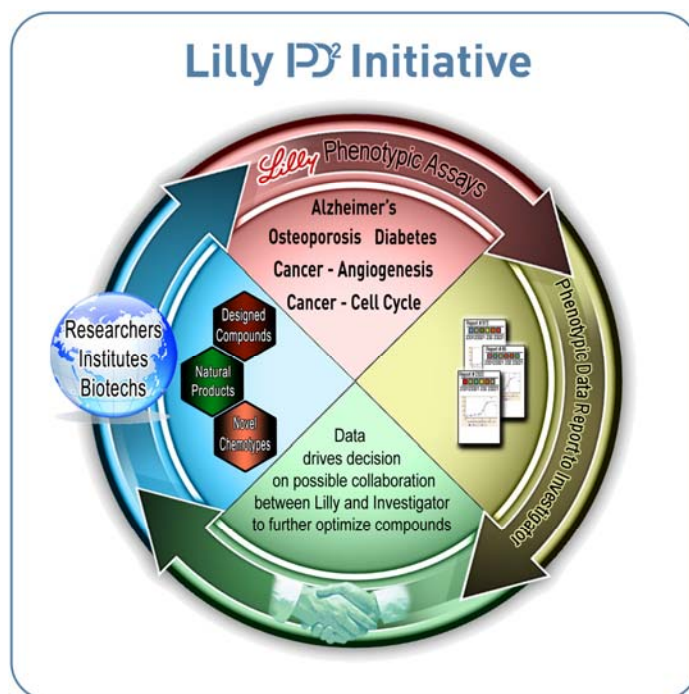 Lilly PD² Initiative
Lilly Phenotypic Assays
Alzheimer's
Osteoporosis Diabetes
Cancer - Angiogenesis
Cancer - Cell Cycle
Researchers
Institutes
Biotechs
Designed
Compounds
Natural
Products
Novel
Chemotypes
Phenotypic Data Report to Investigator
Data
drives decision
on possible collaboration
between Lilly and Investigator
to further optimize compounds